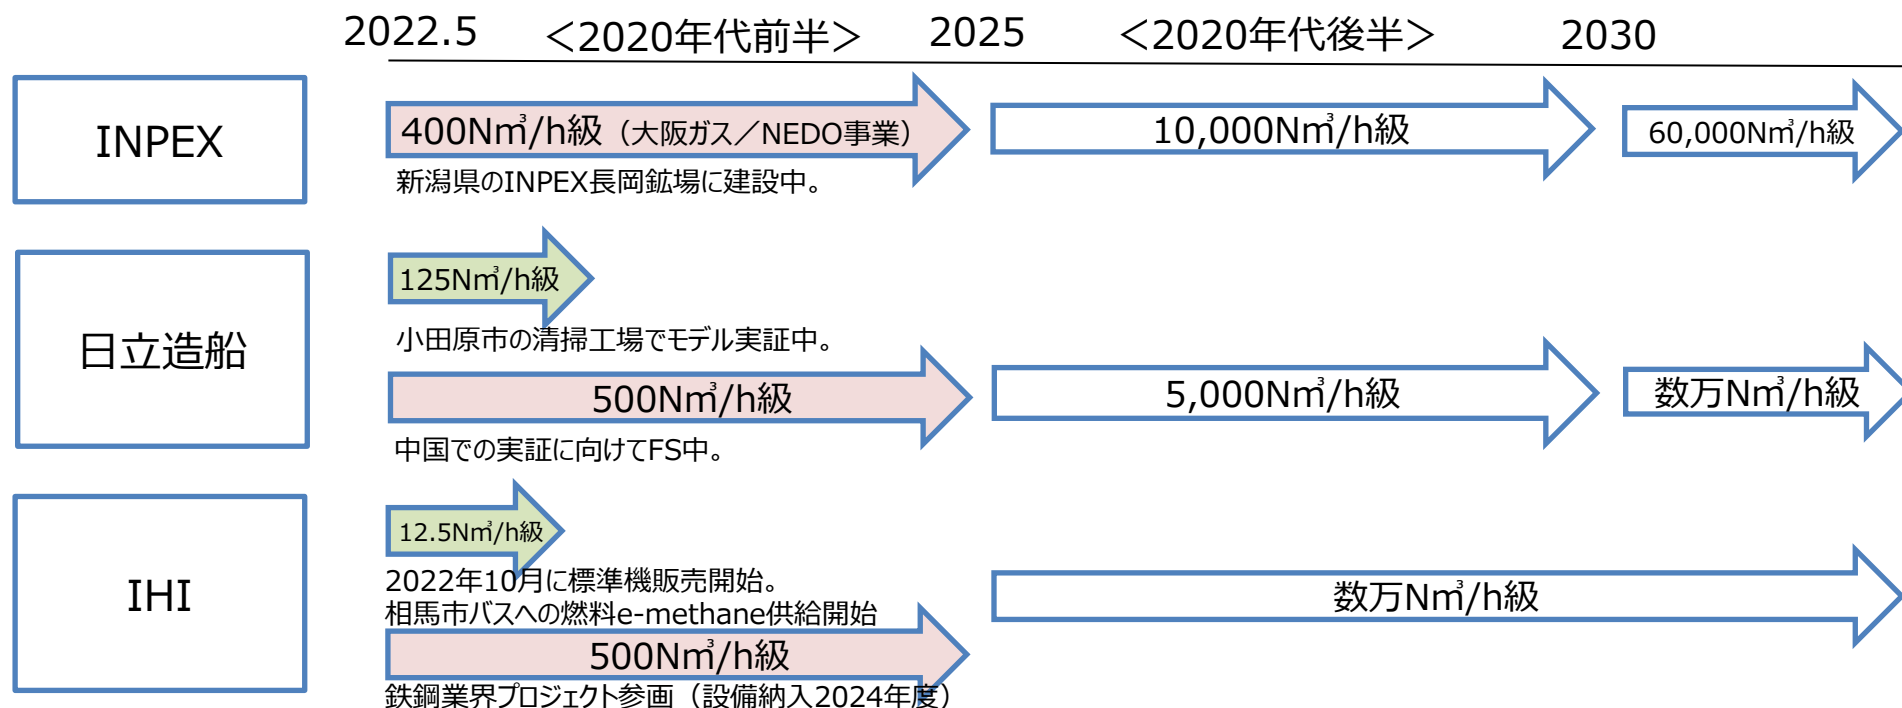 2022.5 <2020年代前半> 2025 <2020年代後半> 2030
INPEX
400Nm³/h級（大阪ガス／NEDO事業）
10,000Nm³/h級
60,000Nm³/h級
新潟県のINPEX長岡鉱場に建設中。
日立造船
125Nm³/h級
小田原市の清掃工場でモデル実証中。
500Nm³/h級
5,000Nm³/h級
数万Nm³/h級
中国での実証に向けてFS中。
IHI
12.5Nm³/h級
2022年10月に標準機販売開始。
相馬市バスへの燃料e-methane供給開始
数万Nm³/h級
500Nm³/h級
鉄鋼業界プロジェクト参画（設備納入2024年度）